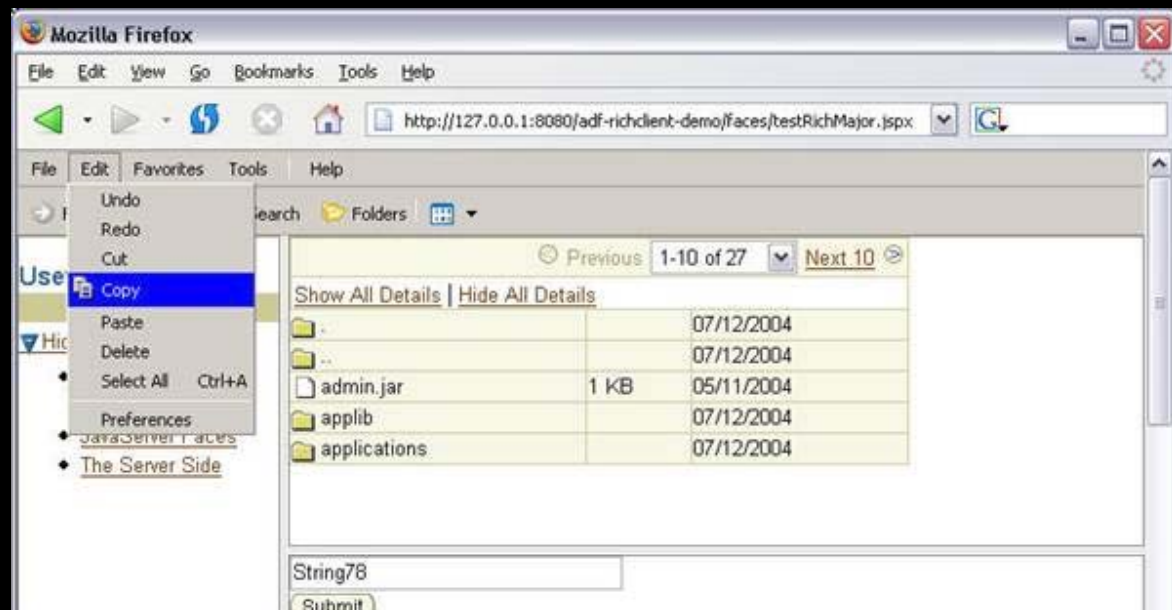 Mozilla Firefox
File Edit View Go Bookmarks Tools Help
http://127.0.0.1:8080/adf-richclient-demo/faces/testRichMajor.jspx
File Edit Favorites Tools Help
Folders
Undo
Redo
Cut
Copy
Paste
Delete
Select All Ctrl+A
Preferences
JavaServer Faces
The Server Side
Previous 1-10 of 27 Next 10
Show All Details | Hide All Details
. 07/12/2004
.. 07/12/2004
admin.jar 1 KB 05/11/2004
applib 07/12/2004
applications 07/12/2004
String78
Submit